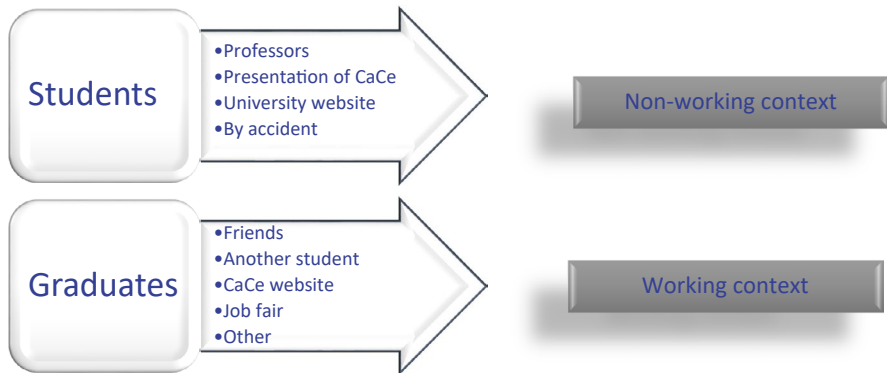 Students
•Professors
•Presentation of CaCe
•University website
•By accident
Non-working context
Graduates
•Friends
•Another student
•CaCe website
•Job fair
•Other
Working context